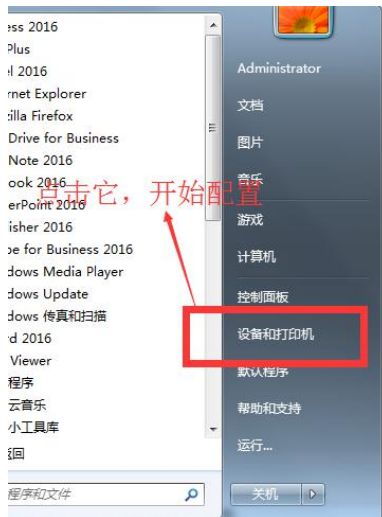 ess 2016
Plus
el 2016
rnet Explorer
zilla Firefox
Drive for Business
Note 2016
ook 2016
erPoint 2016
isher 2016
pe for Business 2016
dows Media Player
dows Update
dows 传真和扫描
rd 2016
Viewer
程序
云音乐
小工具库
返回
程序和文件
点击它，开始配置
Administrator
文档
图片
音乐
游戏
计算机
控制面板
设备和打印机
默认程序
帮助和支持
运行...
关机